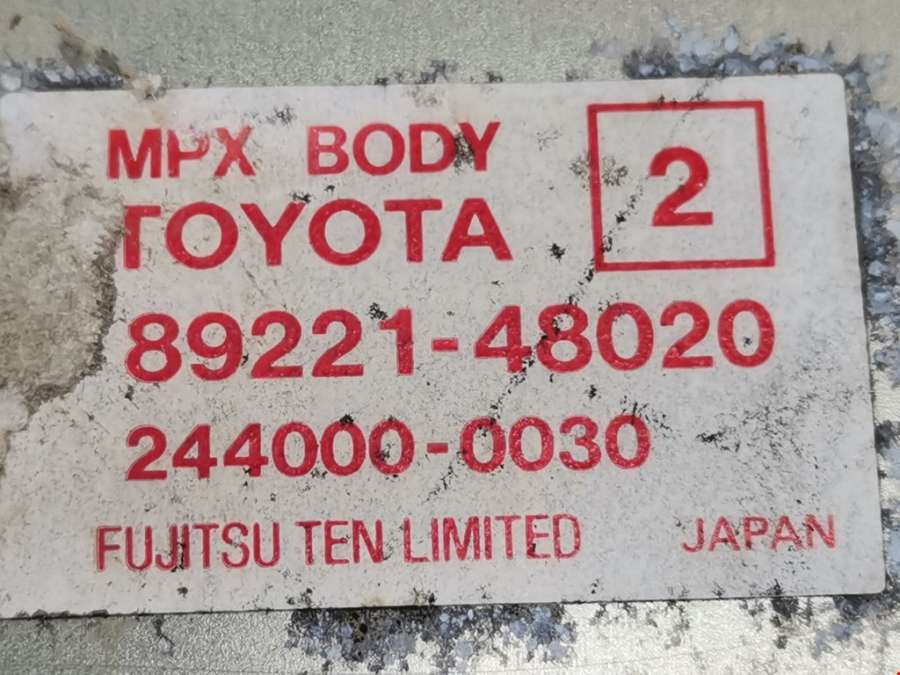 MPX BODY 2
TOYOTA
89221-48020
244000-0030
FUJITSU TEN LIMITED JAPAN